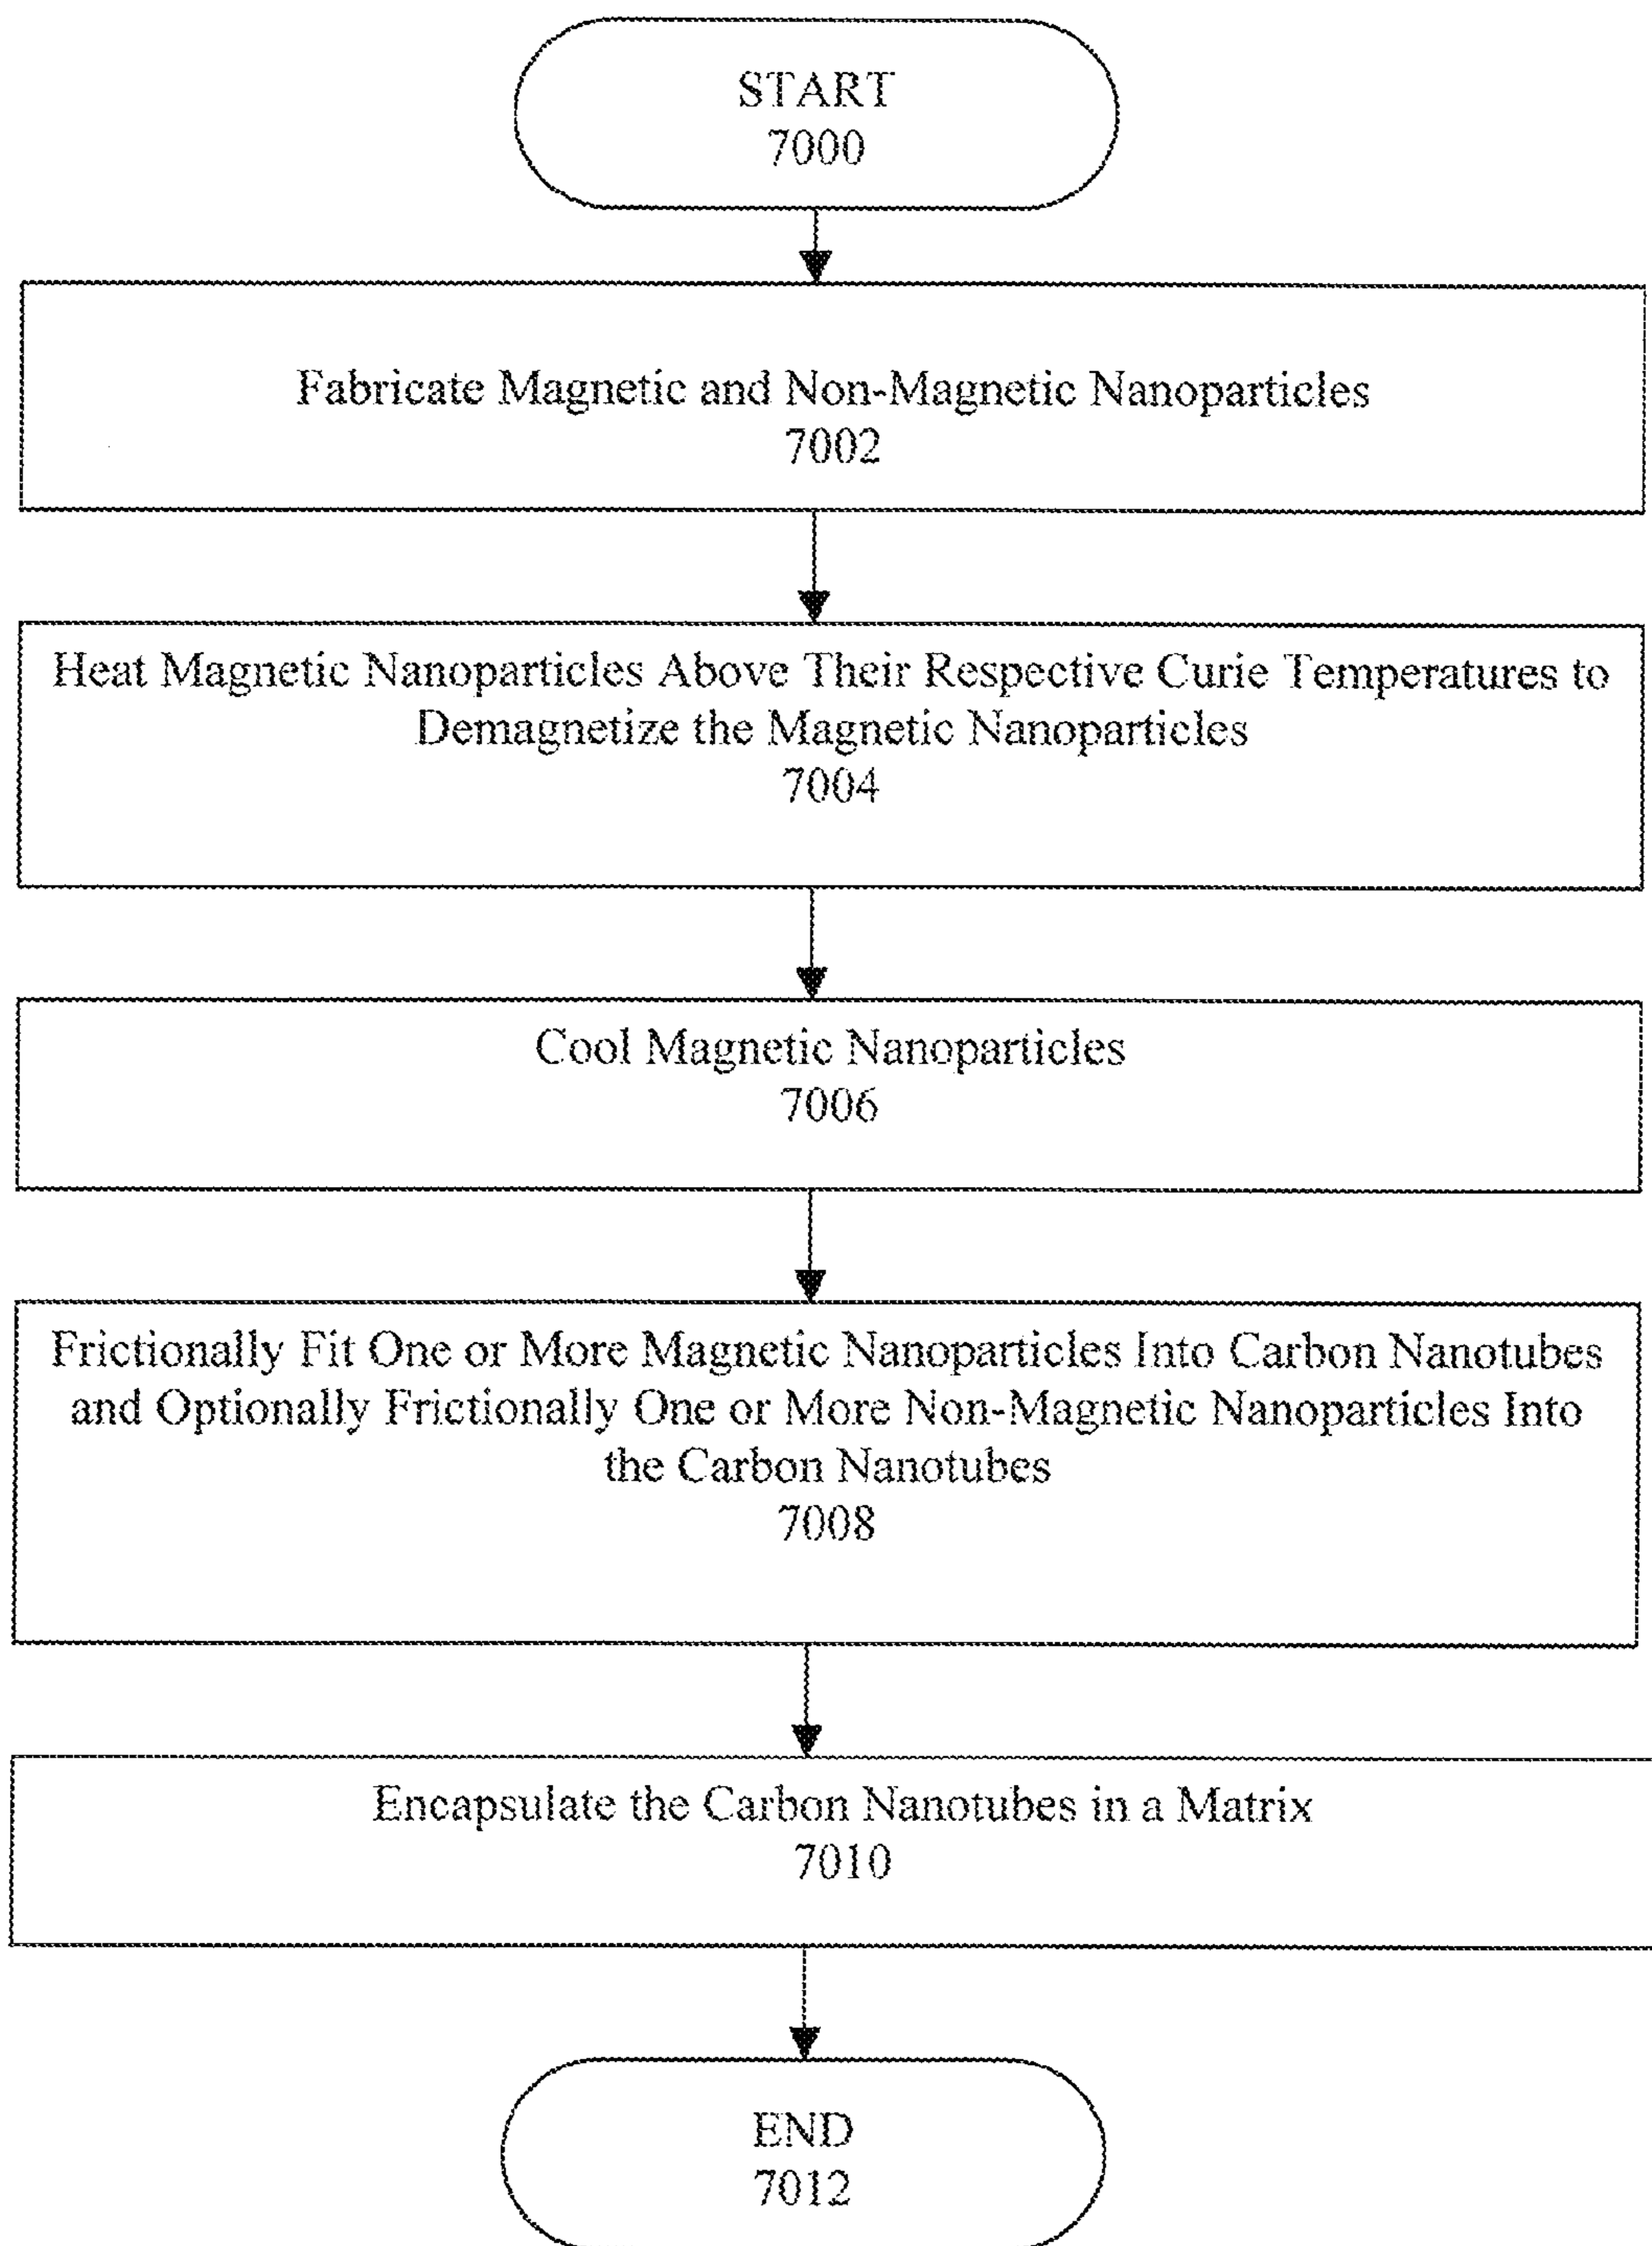 START
7000
Fabricate Magnetic and Non-Magnetic Nanoparticles
7002
Heat Magnetic Nanoparticles Above Their Respective Curie Temperatures to
Demagnetize the Magnetic Nanoparticles
7004
Cool Magnetic Nanoparticles
7006
Frictionally Fit One or More Magnetic Nanoparticles Into Carbon Nanotubes
and Optionally Frictionally One or More Non-Magnetic Nanoparticles Into
the Carbon Nanotubes
7008
Encapsulate the Carbon Nanotubes in a Matrix
7010
END
7012